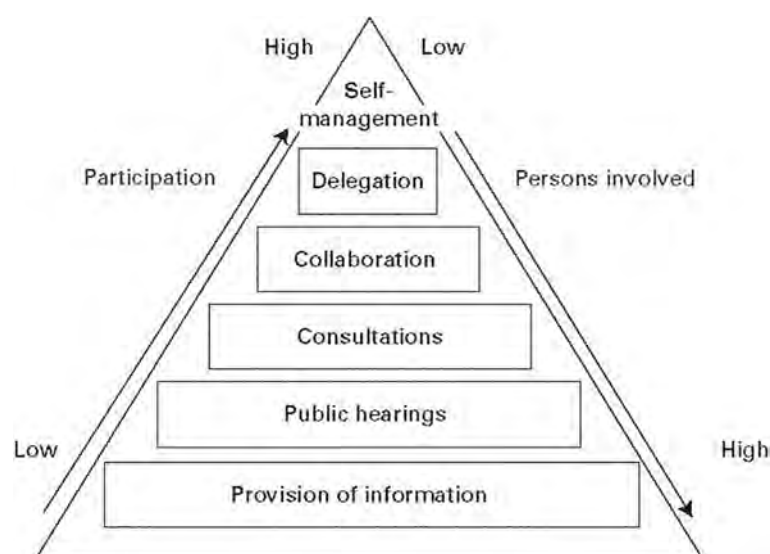 High Low
Self-
management
Participation
Delegation
Persons involved
Collaboration
Consultations
Public hearings
Low
High
Provision of information